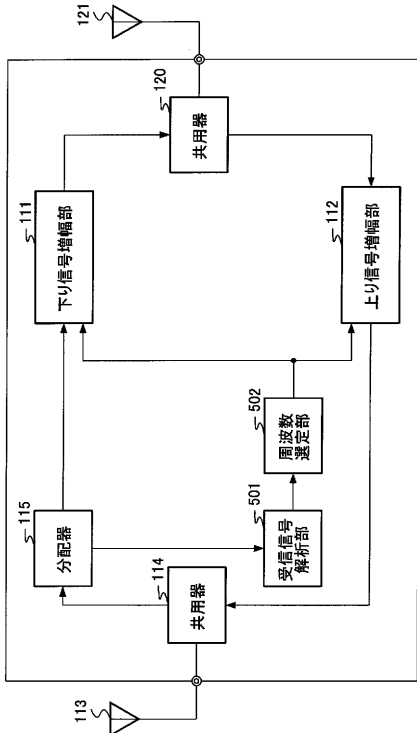 121
120
共用器
111
下り信号増幅部
112
上り信号増幅部
502
周波数
選定部
115
分配器
501
受信信号
解析部
114
共用器
113